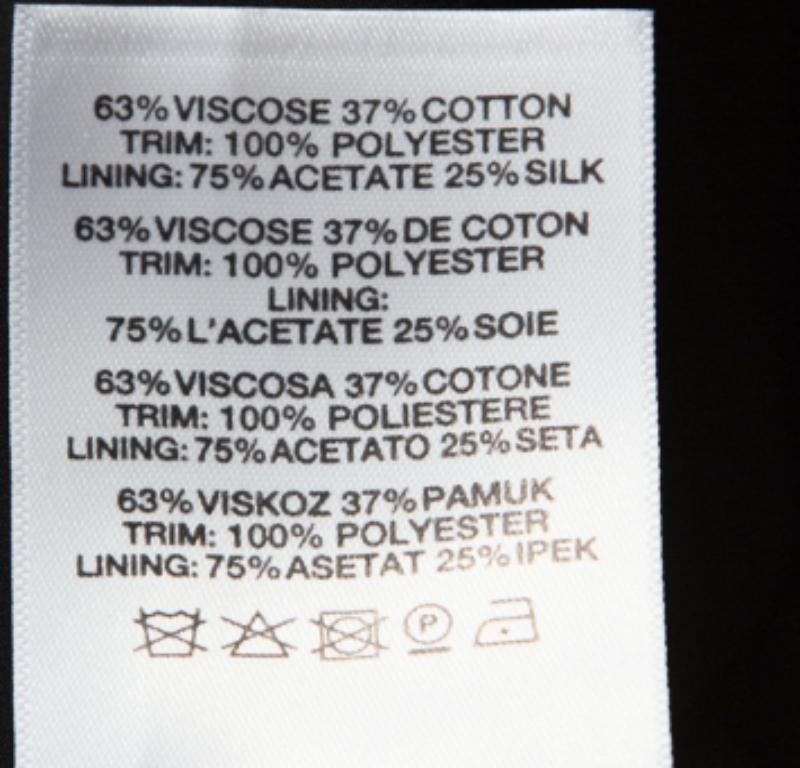 63% VISCOSE 37% COTTON
TRIM: 100% POLYESTER
LINING: 75% ACETATE 25% SILK
63% VISCOSE 37% DE COTON
TRIM: 100% POLYESTER
LINING:
75% L'ACETATE 25% SOIE
63% VISCOSA 37% COTONE
TRIM: 100% POLIESTERE
LINING: 75% ACETATO 25% SETA
63% VISKOZ 37% PAMUK
TRIM: 100% POLYESTER
LINING: 75% ASETAT 25% IPEK
P